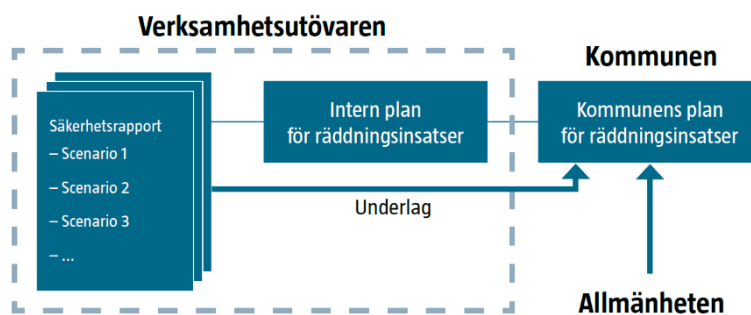 Verksamhetsutövaren
Kommunen
Säkerhetsrapport
– Scenario 1
– Scenario 2
– Scenario 3
– ...
Intern plan
för räddningsinsatser
Kommunens plan
för räddningsinsatser
Underlag
Allmänheten